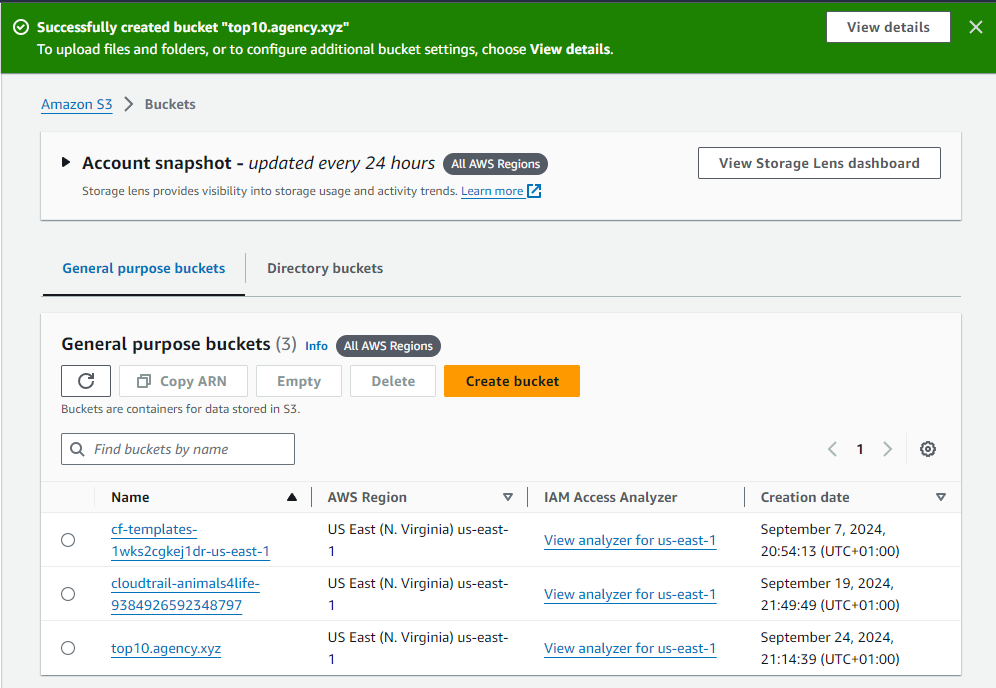 Successfully created bucket "top10.agency.xyz"
View details
To upload files and folders, or to configure additional bucket settings, choose View details.
Amazon S3
Buckets
Account snapshot - updated every 24 hours
All AWS Regions
View Storage Lens dashboard
Storage lens provides visibility into storage usage and activity trends. Learn more
General purpose buckets
Directory buckets
General purpose buckets (3)
Info
All AWS Regions
Copy ARN
Empty
Delete
Create bucket
Buckets are containers for data stored in S3.
Find buckets by name
1
Name
AWS Region
IAM Access Analyzer
Creation date
cf-templates-
1wks2cgkej1dr-us-east-1
US East (N. Virginia) us-east-
1
View analyzer for us-east-1
September 7, 2024,
20:54:13 (UTC+01:00)
cloudtrail-animals4life-
9384926592348797
US East (N. Virginia) us-east-
1
View analyzer for us-east-1
September 19, 2024,
21:49:49 (UTC+01:00)
top10.agency.xyz
US East (N. Virginia) us-east-
1
View analyzer for us-east-1
September 24, 2024,
21:14:39 (UTC+01:00)